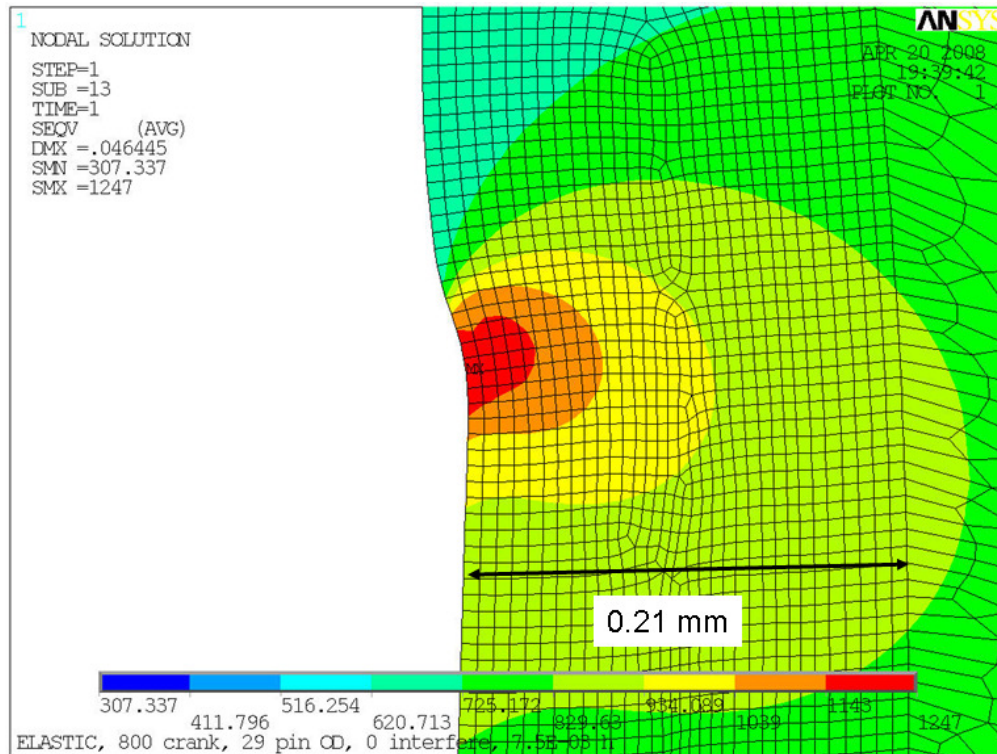 1
NODAL SOLUTION
STEP=1
SUB =13
TIME=1
SEQV (AVG)
DMX =.046445
SMN =307.337
SMX =1247
ANSYS
APR 20 2008
19:39:42
PLOT NO. 1
MX
0.21 mm
307.337 516.254 725.172 934.089 1143
411.796 620.713 829.63 1039 1247
ELASTIC, 800 crank, 29 pin OD, 0 interfere, 7.5E-03 h